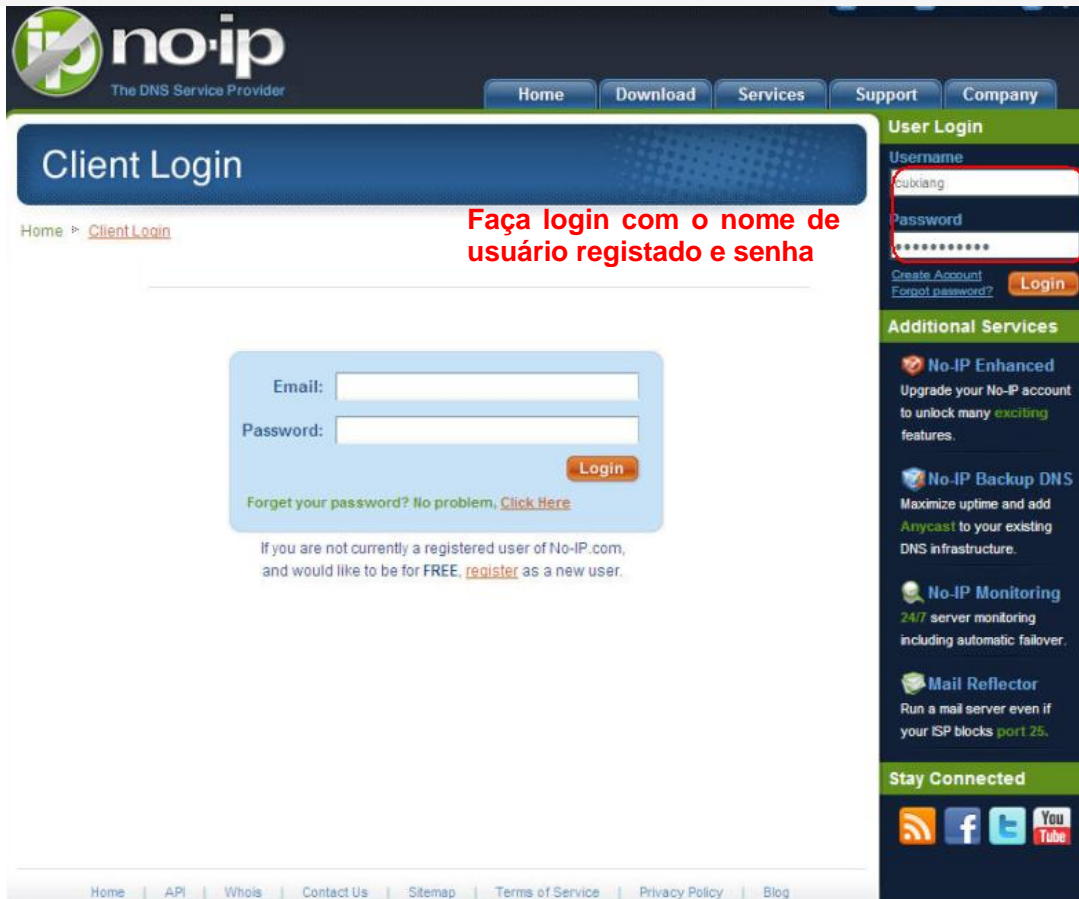 ip no·ip
The DNS Service Provider
Home Download Services Support Company
Client Login
Home Client Login
Faça login com o nome de
usuário registado e senha
Email:
Password:
Login
Forget your password? No problem, Click Here
If you are not currently a registered user of No-IP.com,
and would like to be for FREE, register as a new user.
User Login
Username
cuixiang
Password
•••••••••••
Create Account
Forgot password?
Login
Additional Services
No-IP Enhanced
Upgrade your No-IP account
to unlock many exciting
features.
No-IP Backup DNS
Maximize uptime and add
Anycast to your existing
DNS infrastructure.
No-IP Monitoring
24/7 server monitoring
including automatic failover.
Mail Reflector
Run a mail server even if
your ISP blocks port 25.
Stay Connected
f t You
Tube
Home | API | Whois | Contact Us | Sitemap | Terms of Service | Privacy Policy | Blog